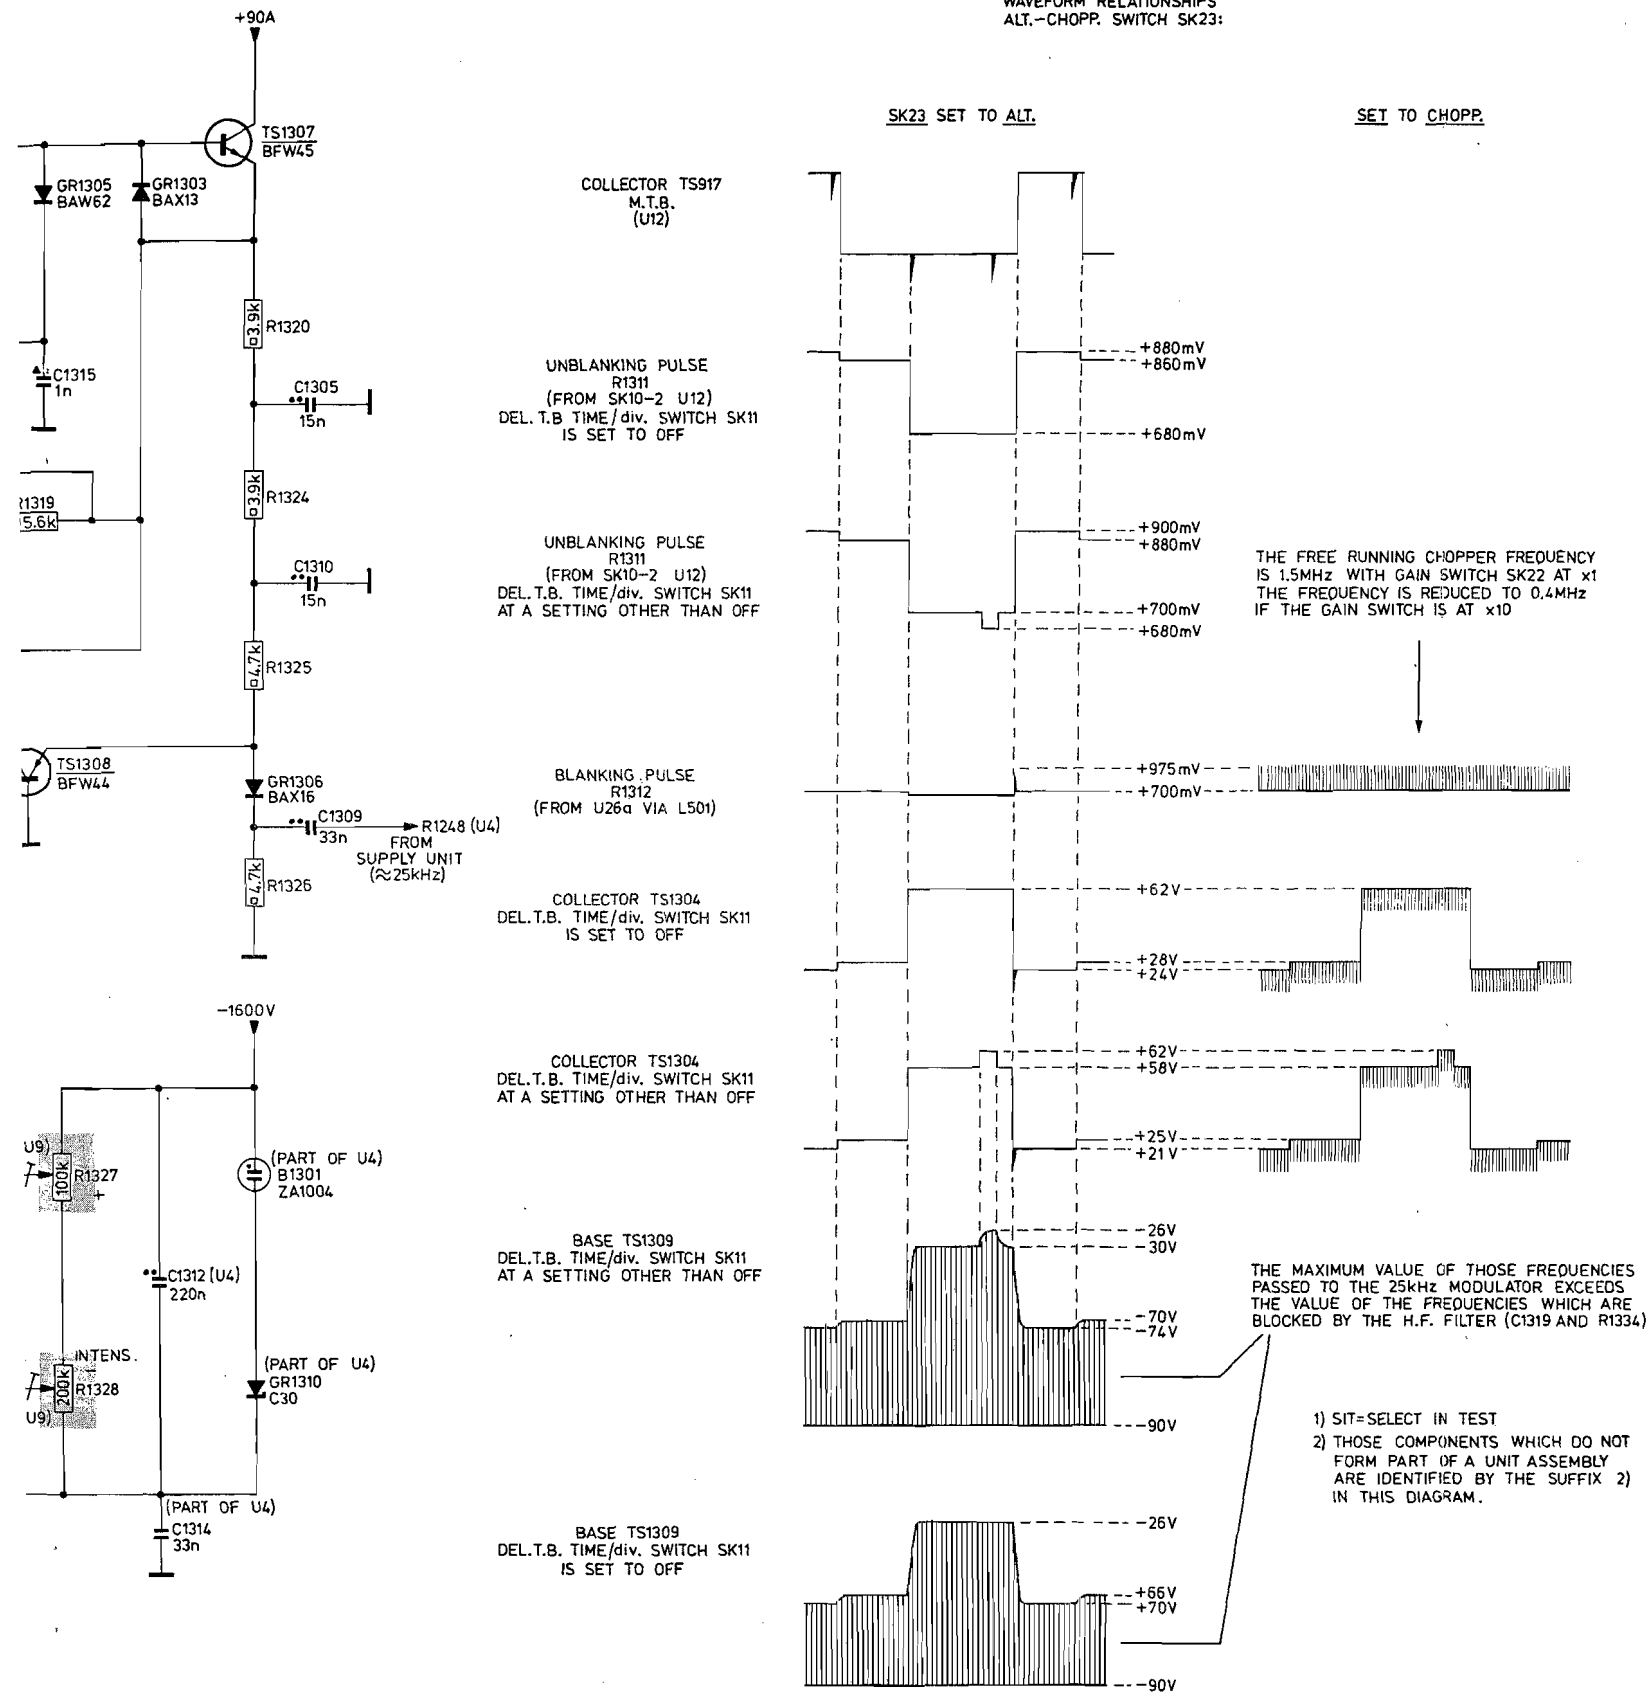 WAVEFORM RELATIONSHIPS
ALT.-CHOPP. SWITCH SK23:
+90A
TS1307
BFW45
GR1305
BAW62
GR1303
BAX13
3.9k
R1320
C1315
1n
C1305
15n
3.9k
R1324
R1319
5.6k
C1310
15n
4.7k
R1325
TS1308
BFW44
GR1306
BAX16
C1309
33n
R1248 (U4)
FROM
SUPPLY UNIT
(≈25kHz)
4.7k
R1326
-1600V
U9)
100k
R1327
+
(PART OF U4)
B1301
ZA1004
C1312 (U4)
220n
INTENS.
200k
R1328
U9)
(PART OF U4)
GR1310
C30
(PART OF U4)
C1314
33n
SK23 SET TO ALT.
SET TO CHOPP.
COLLECTOR TS917
M.T.B.
(U12)
UNBLANKING PULSE
R1311
(FROM SK10-2 U12)
DEL. T.B TIME/div. SWITCH SK11
IS SET TO OFF
+880mV
+860mV
+680mV
UNBLANKING PULSE
R1311
(FROM SK10-2 U12)
DEL.T.B. TIME/div. SWITCH SK11
AT A SETTING OTHER THAN OFF
+900mV
+880mV
+700mV
+680mV
THE FREE RUNNING CHOPPER FREQUENCY
IS 1.5MHz WITH GAIN SWITCH SK22 AT x1
THE FREQUENCY IS REDUCED TO 0.4MHz
IF THE GAIN SWITCH IS AT x10
BLANKING PULSE
R1312
(FROM U26a VIA L501)
+975mV
+700mV
COLLECTOR TS1304
DEL.T.B. TIME/div. SWITCH SK11
IS SET TO OFF
+62V
+28V
+24V
COLLECTOR TS1304
DEL.T.B. TIME/div. SWITCH SK11
AT A SETTING OTHER THAN OFF
+62V
+58V
+25V
+21V
BASE TS1309
DEL.T.B. TIME/div. SWITCH SK11
AT A SETTING OTHER THAN OFF
-26V
-30V
-70V
-74V
-90V
THE MAXIMUM VALUE OF THOSE FREQUENCIES
PASSED TO THE 25kHz MODULATOR EXCEEDS
THE VALUE OF THE FREQUENCIES WHICH ARE
BLOCKED BY THE H.F. FILTER (C1319 AND R1334)
1) SIT=SELECT IN TEST
2) THOSE COMPONENTS WHICH DO NOT
FORM PART OF A UNIT ASSEMBLY
ARE IDENTIFIED BY THE SUFFIX 2)
IN THIS DIAGRAM.
BASE TS1309
DEL.T.B. TIME/div. SWITCH SK11
IS SET TO OFF
-26V
+66V
+70V
-90V